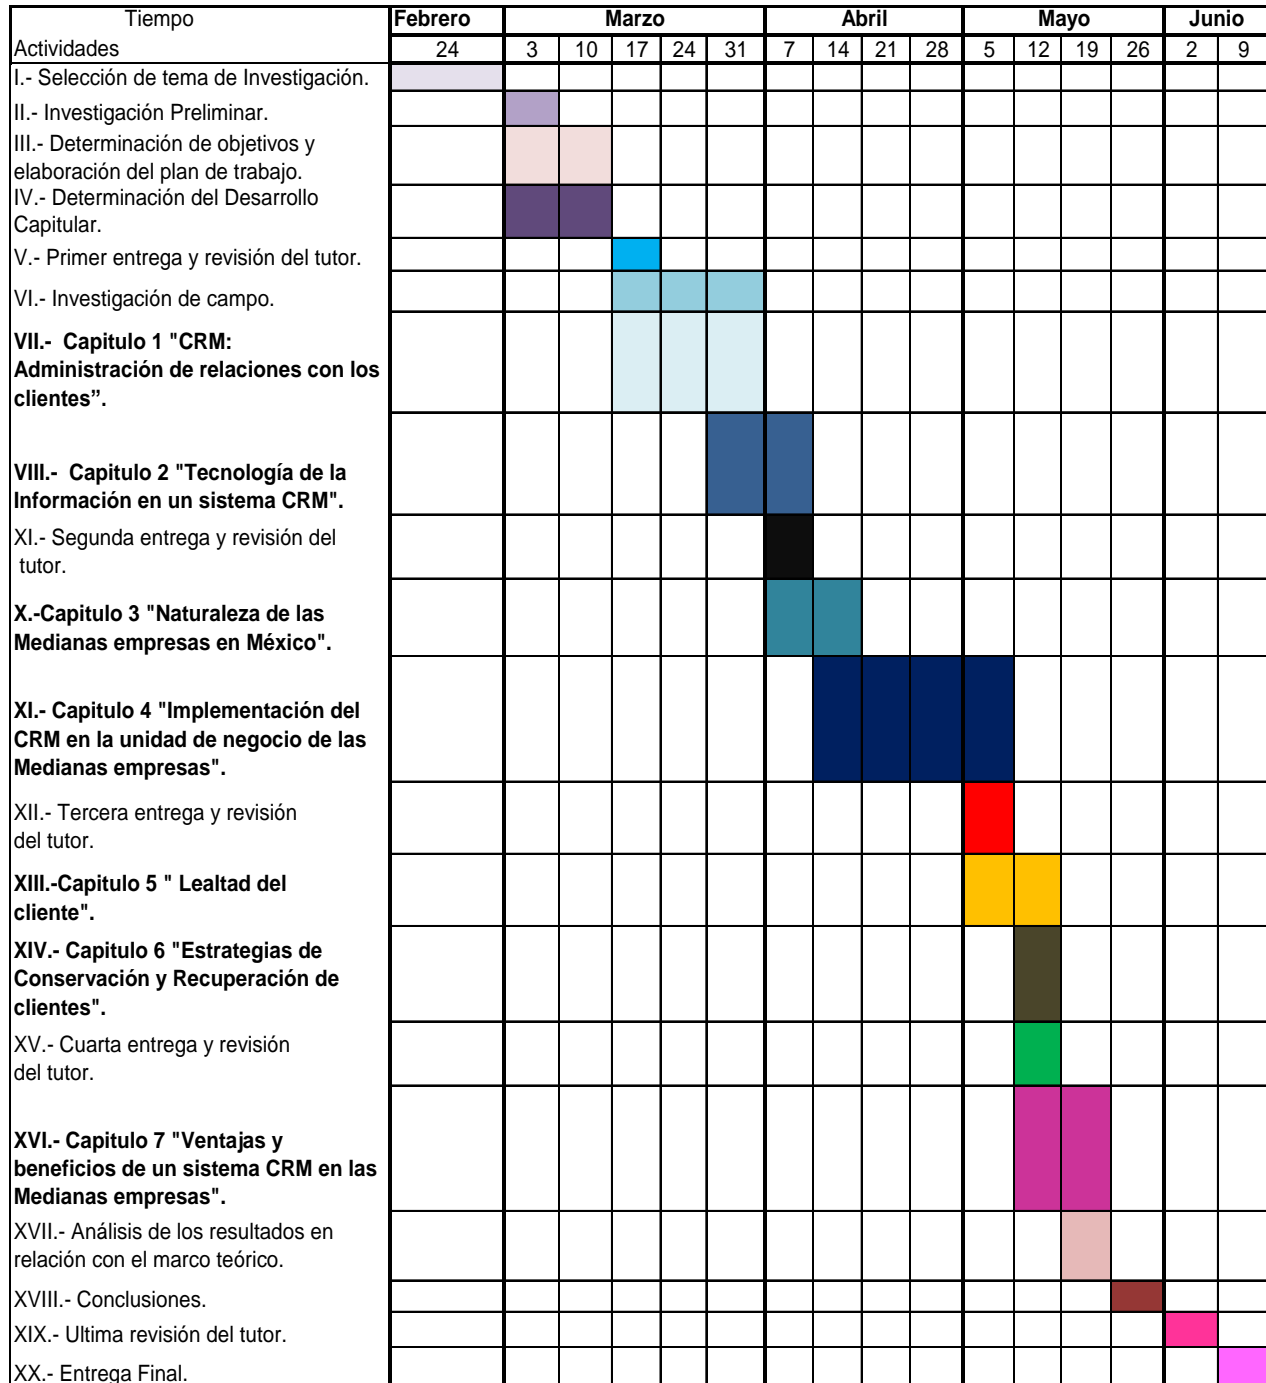 Tiempo Febrero Marzo Abril Mayo Junio
Actividades 24 3 10 17 24 31 7 14 21 28 5 12 19 26 2 9
I.- Selección de tema de Investigación.
II.- Investigación Preliminar.
III.- Determinación de objetivos y
elaboración del plan de trabajo.
IV.- Determinación del Desarrollo
Capitular.
V.- Primer entrega y revisión del tutor.
VI.- Investigación de campo.
VII.- Capitulo 1 "CRM:
Administración de relaciones con los
clientes”.
VIII.- Capitulo 2 "Tecnología de la
Información en un sistema CRM".
XI.- Segunda entrega y revisión del
tutor.
X.-Capitulo 3 "Naturaleza de las
Medianas empresas en México".
XI.- Capitulo 4 "Implementación del
CRM en la unidad de negocio de las
Medianas empresas".
XII.- Tercera entrega y revisión
del tutor.
XIII.-Capitulo 5 " Lealtad del
cliente".
XIV.- Capitulo 6 "Estrategias de
Conservación y Recuperación de
clientes".
XV.- Cuarta entrega y revisión
del tutor.
XVI.- Capitulo 7 "Ventajas y
beneficios de un sistema CRM en las
Medianas empresas".
XVII.- Análisis de los resultados en
relación con el marco teórico.
XVIII.- Conclusiones.
XIX.- Ultima revisión del tutor.
XX.- Entrega Final.